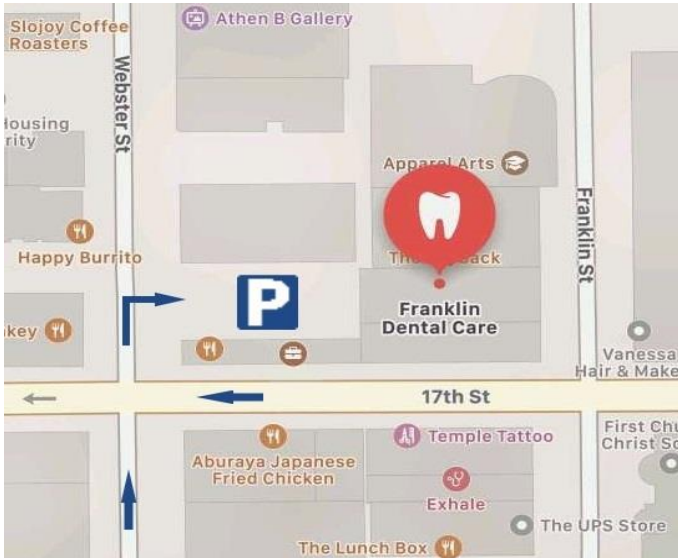 Slojoy Coffee
Roasters
Athen B Gallery
Webster St
Housing
rity
Apparel Arts
Happy Burrito
Franklin St
P
Franklin
Dental Care
key
Vanessa
Hair & Make
17th St
Temple Tattoo
First Chu
Christ Sc
Aburaya Japanese
Fried Chicken
Exhale
The UPS Store
The Lunch Box